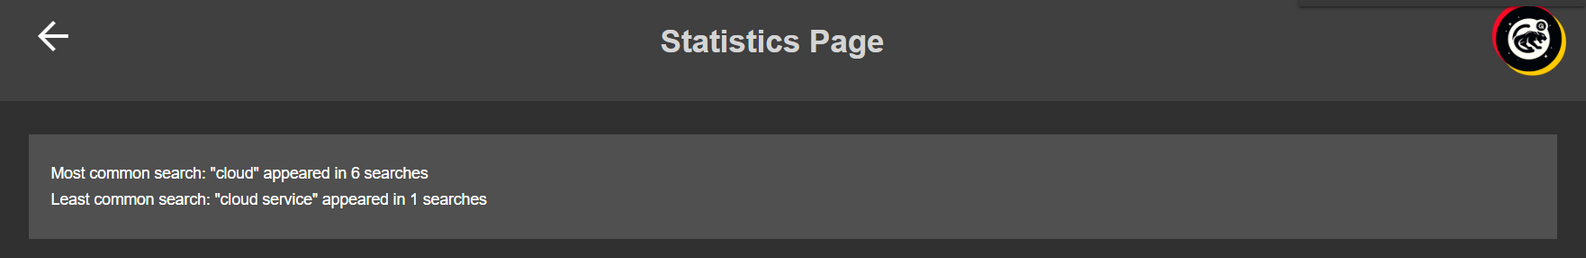 Statistics Page
Most common search: "cloud" appeared in 6 searches
Least common search: "cloud service" appeared in 1 searches